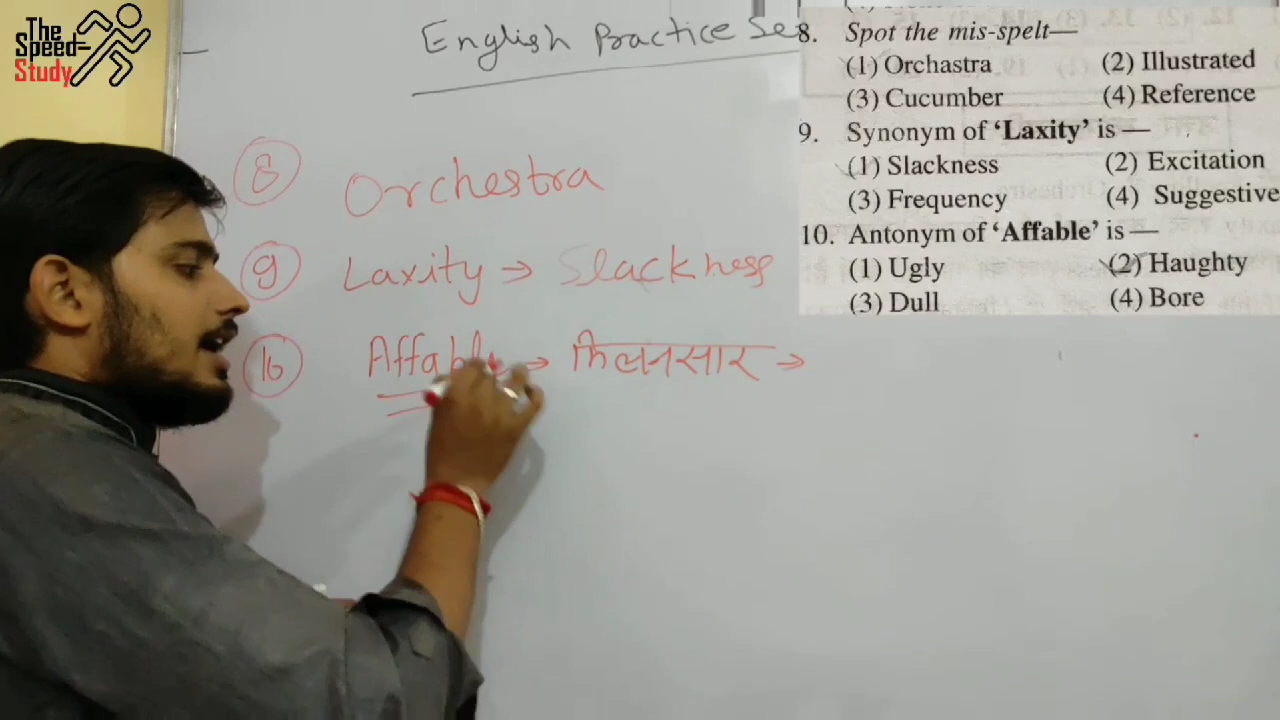 The
Speed-
Study
English Practice Se
8
Orchestra
9
Laxity → Slackness
10
Affable → मिलनसार →
8. Spot the mis-spelt—
(1) Orchastra (2) Illustrated
(3) Cucumber (4) Reference
9. Synonym of ‘Laxity’ is —
(1) Slackness (2) Excitation
(3) Frequency (4) Suggestive
10. Antonym of ‘Affable’ is —
(1) Ugly (2) Haughty
(3) Dull (4) Bore